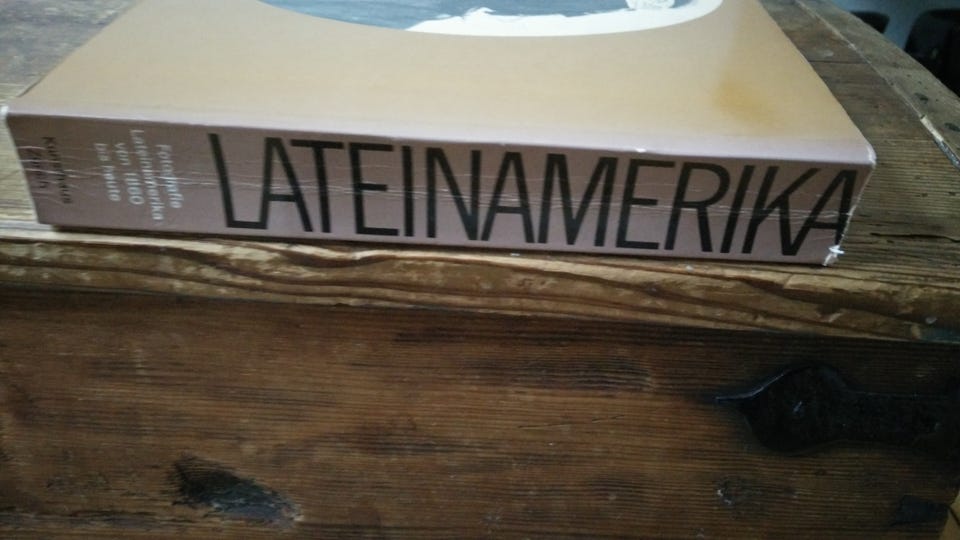 LATEINAMERIKA
Fotografie
Lateinamerika
von 1860
bis heute